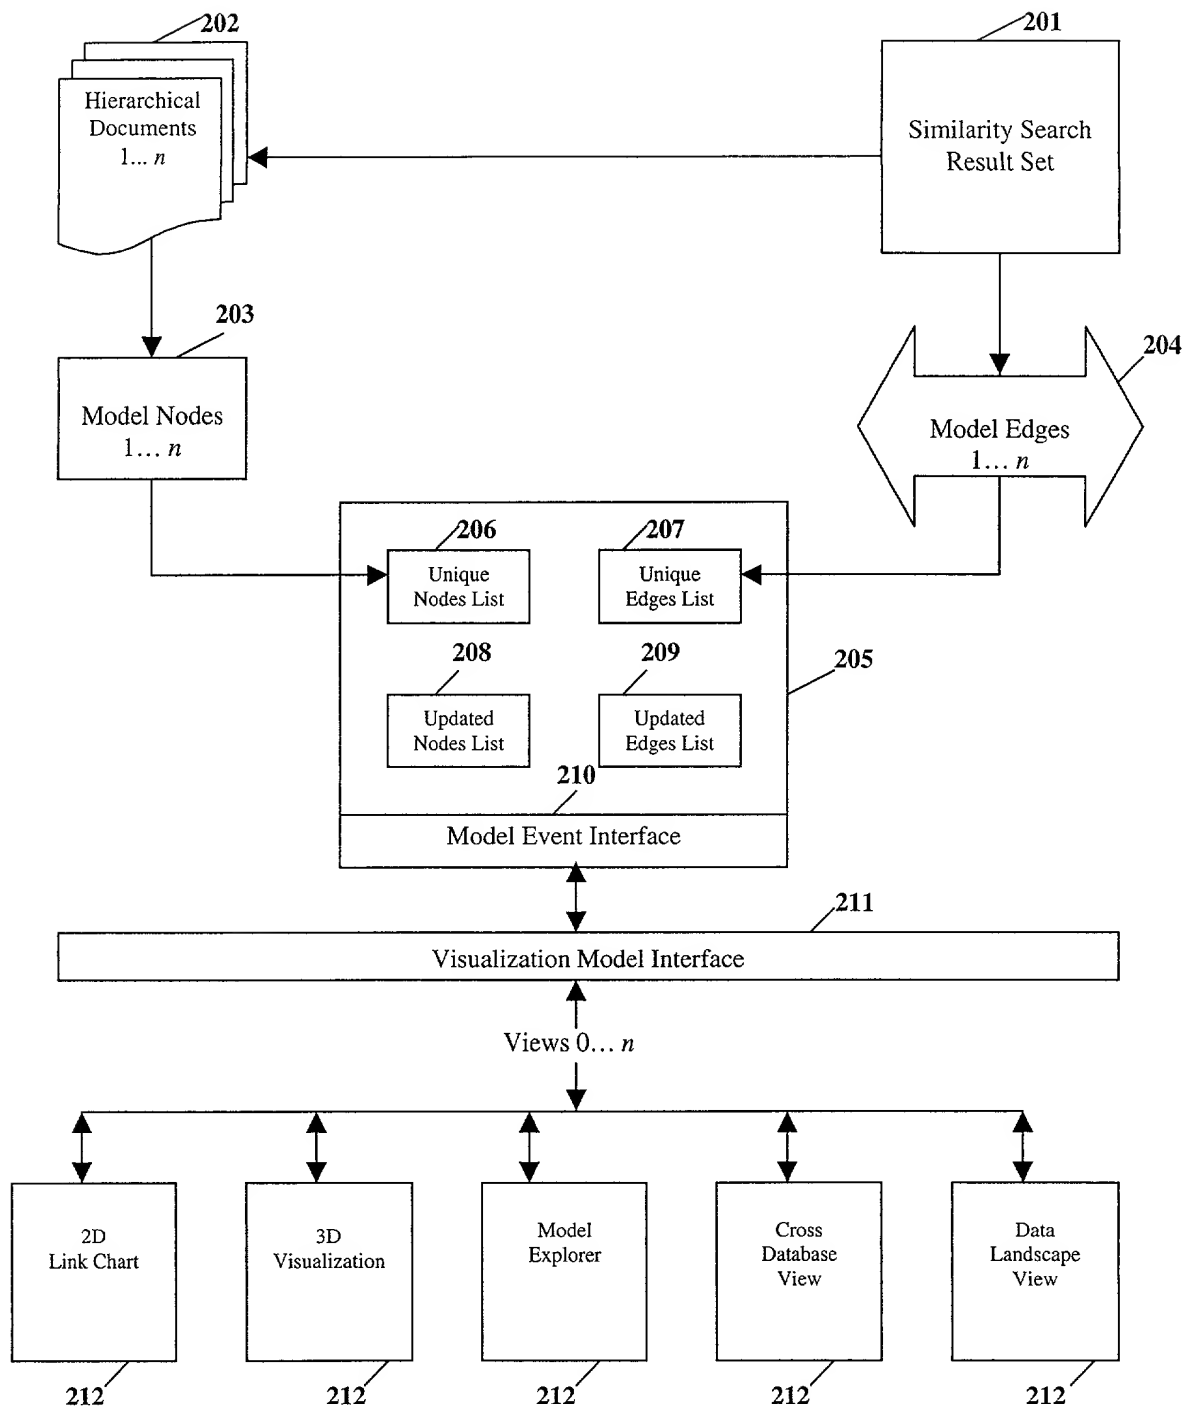 202
201
Hierarchical
Documents
1... n
Similarity Search
Result Set
203
204
Model Nodes
1... n
Model Edges
1... n
206
207
Unique
Nodes List
Unique
Edges List
208
209
205
Updated
Nodes List
Updated
Edges List
210
Model Event Interface
211
Visualization Model Interface
Views 0... n
2D
Link Chart
3D
Visualization
Model
Explorer
Cross
Database
View
Data
Landscape
View
212
212
212
212
212